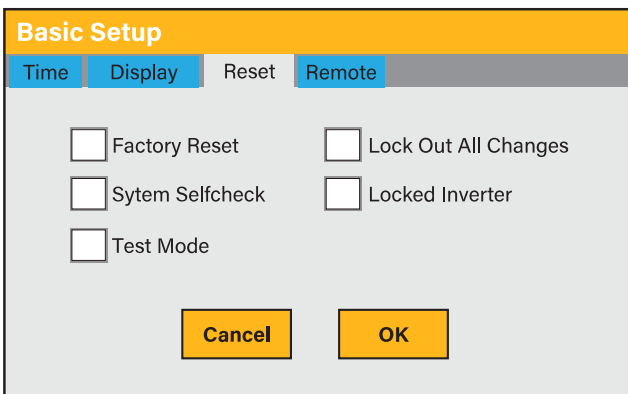 Basic Setup
Time Display Reset Remote
Factory Reset Lock Out All Changes
Sytem Selfcheck Locked Inverter
Test Mode
Cancel OK